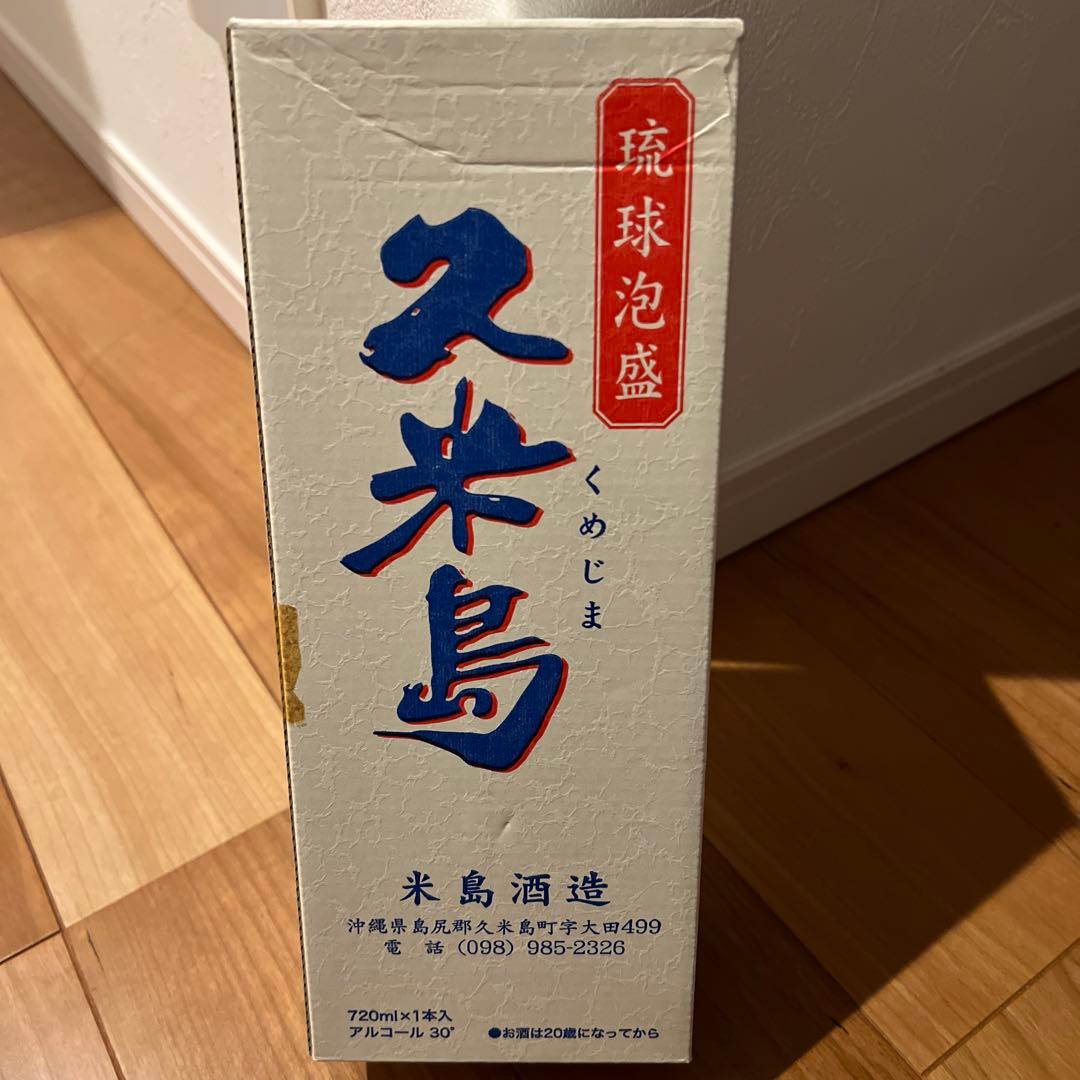 琉球泡盛
久米島
くめじま
米島酒造
沖縄県島尻郡久米島町字大田499
電話(098)985-2326
720ml×1本入
アルコール 30°
●お酒は20歳になってから